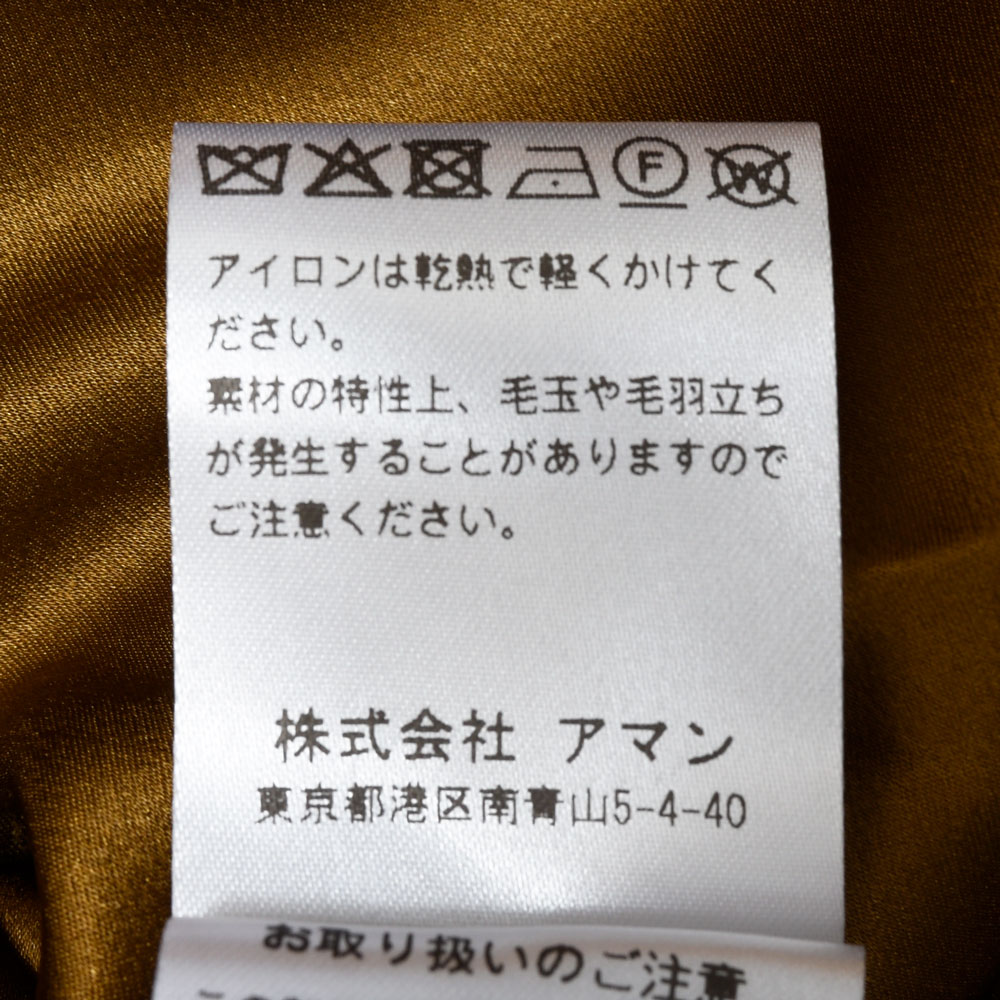 F W
アイロンは乾熱で軽くかけてく
ださい。
素材の特性上、毛玉や毛羽立ち
が発生することがありますので
ご注意ください。
株式会社 アマン
東京都港区南青山5-4-40
お取り扱いのご注意